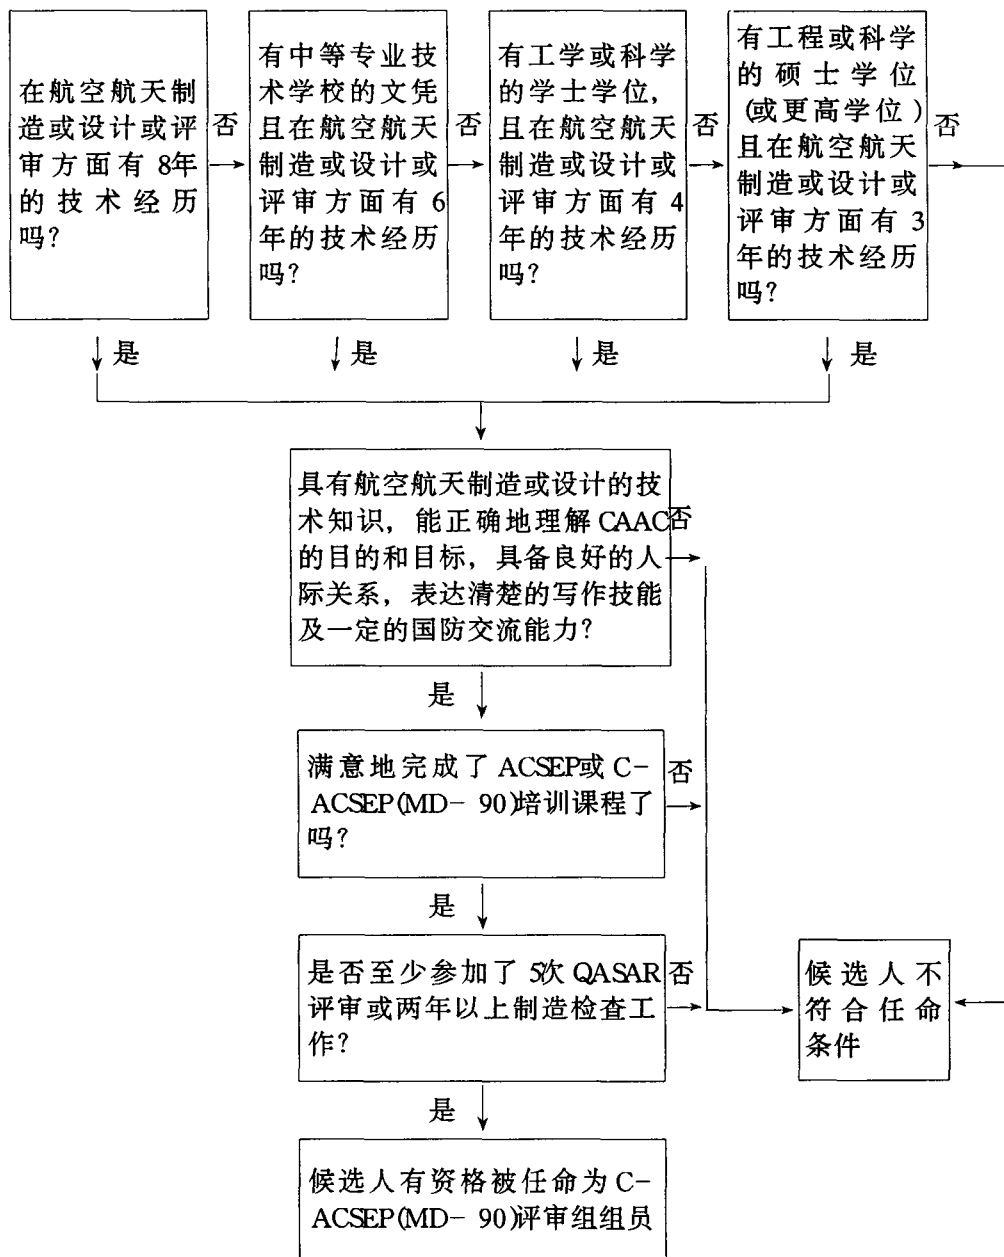 在航空航天制
造或设计或评
审方面有8年
的技术经历
吗?
否
有中等专业技
术学校的文凭
且在航空航天
制造或设计或
评审方面有6
年的技术经历
吗?
否
有工学或科学
的学士学位,
且在航空航天
制造或设计或
评审方面有4
年的技术经历
吗?
否
有工程或科学
的硕士学位
(或更高学位)
且在航空航天
制造或设计或
评审方面有3
年的技术经历
吗?
否
是
是
是
是
具有航空航天制造或设计的技
术知识, 能正确地理解CAAC
的目的和目标, 具备良好的人
际关系, 表达清楚的写作技能
及一定的国防交流能力?
否
是
满意地完成了ACSEP或C-
ACSEP(MD-90)培训课程了
吗?
否
是
是否至少参加了5次QASAR
评审或两年以上制造检查工
作?
否
候选人不
符合任命
条件
是
候选人有资格被任命为C-
ACSEP(MD-90)评审组组员